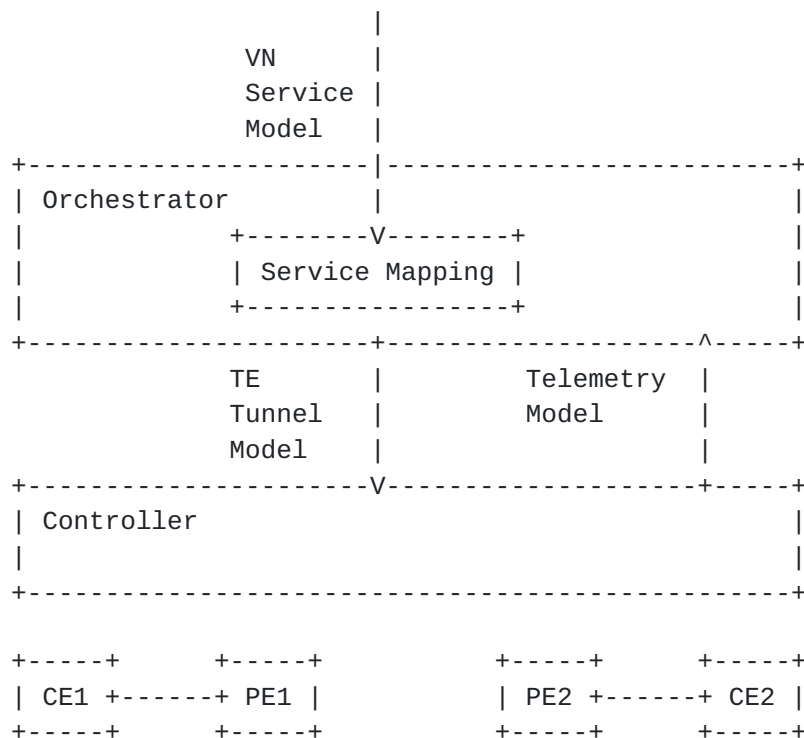 VN
Service
Model
Orchestrator
Service Mapping
TE Telemetry
Tunnel Model
Model
Controller
CE1 PE1 PE2 CE2